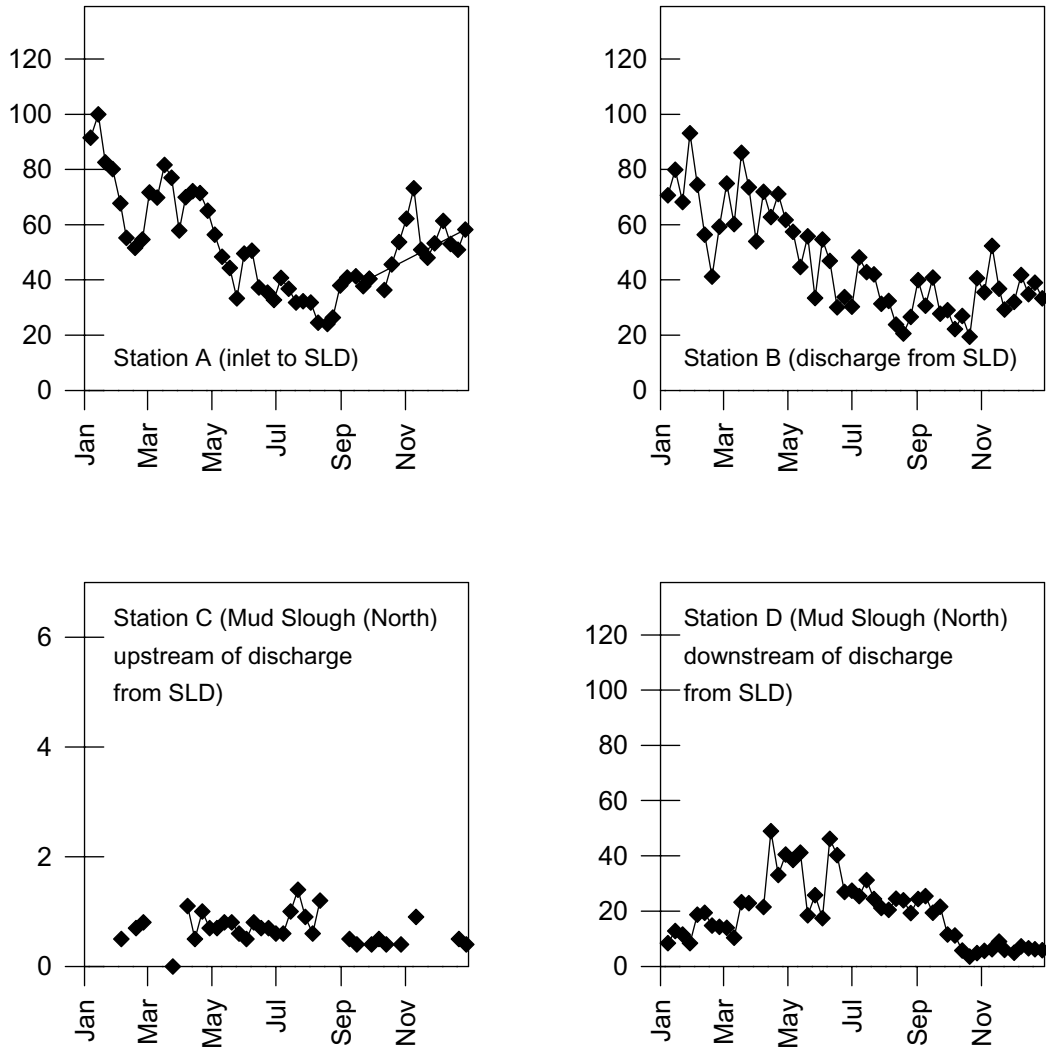 120
100
80
60
40
20
0
Station A (inlet to SLD)
Jan
Mar
May
Jul
Sep
Nov
120
100
80
60
40
20
0
Station B (discharge from SLD)
Jan
Mar
May
Jul
Sep
Nov
6
4
2
0
Station C (Mud Slough (North)
upstream of discharge
from SLD)
Jan
Mar
May
Jul
Sep
Nov
120
100
80
60
40
20
0
Station D (Mud Slough (North)
downstream of discharge
from SLD)
Jan
Mar
May
Jul
Sep
Nov